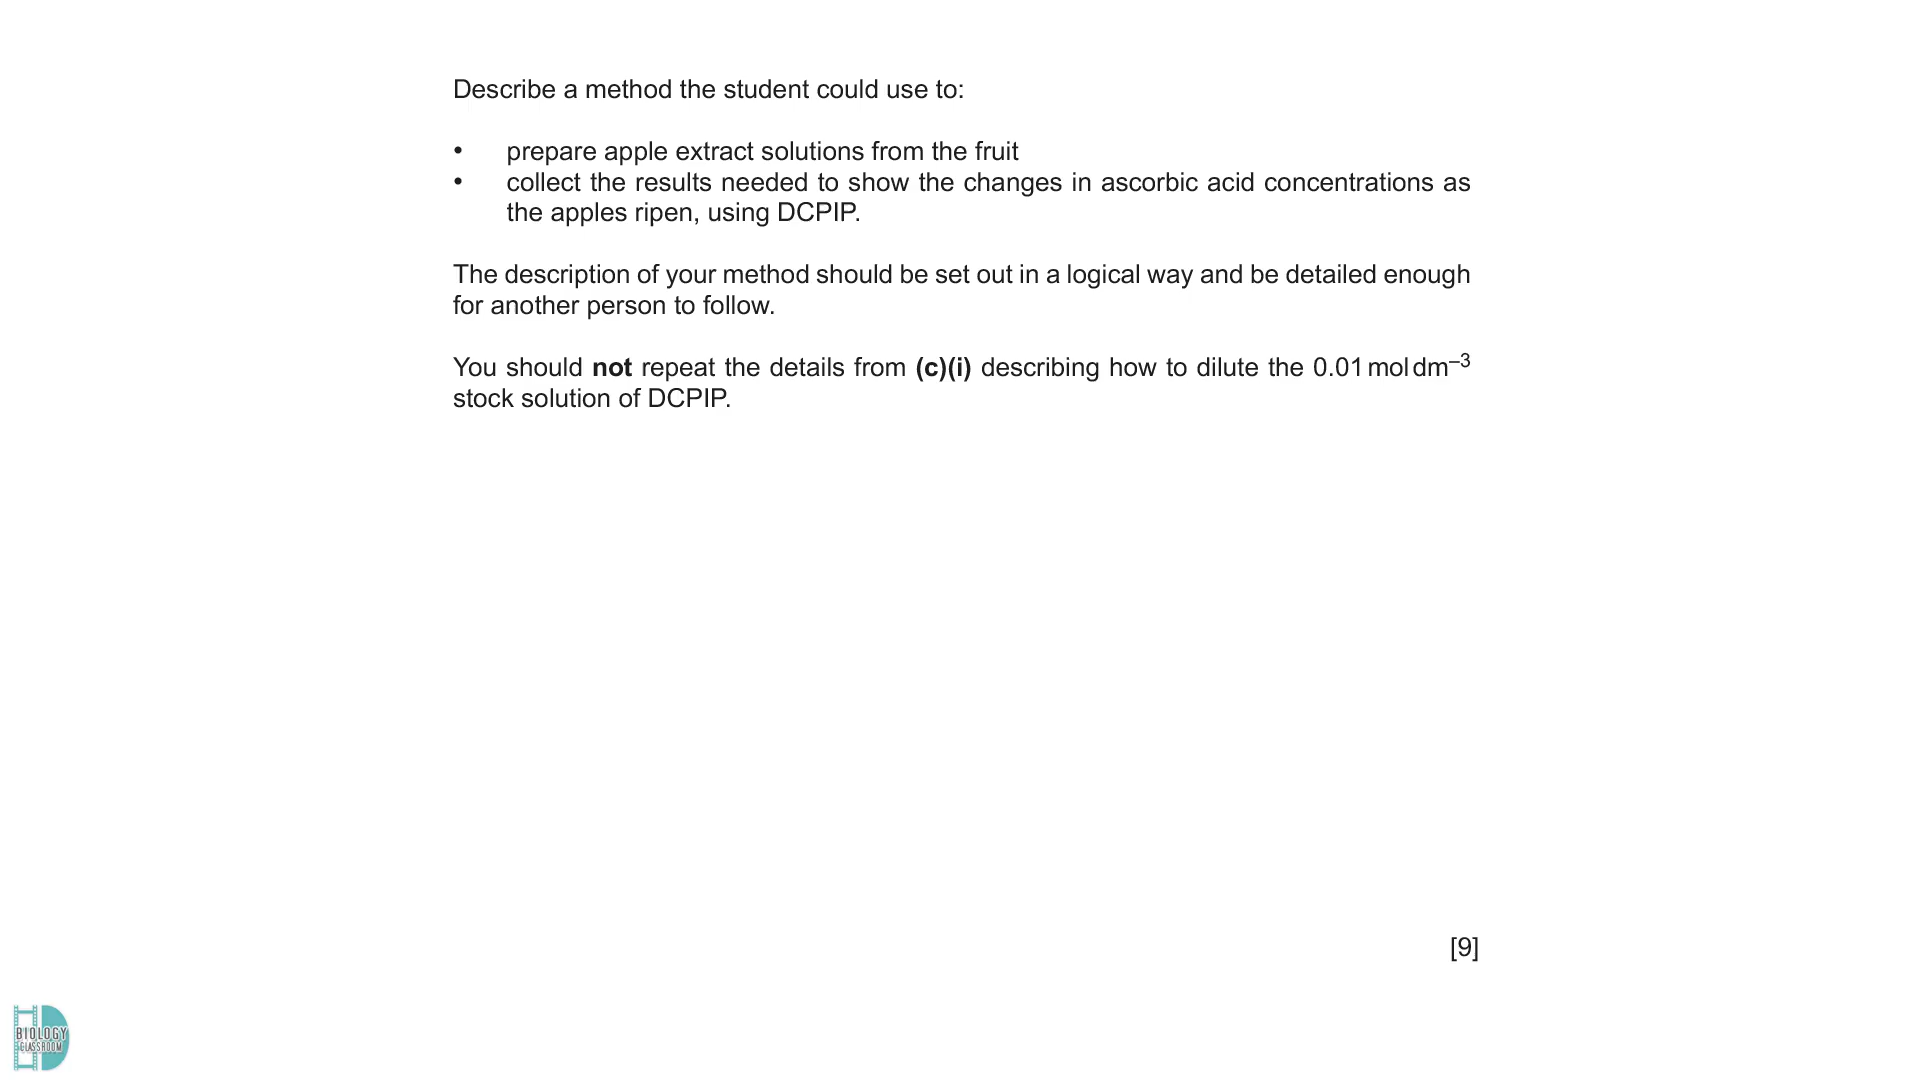 Describe a method the student could use to:
• prepare apple extract solutions from the fruit
• collect the results needed to show the changes in ascorbic acid concentrations as
the apples ripen, using DCPIP.
The description of your method should be set out in a logical way and be detailed enough
for another person to follow.
You should not repeat the details from (c)(i) describing how to dilute the 0.01 mol dm–3
stock solution of DCPIP.
[9]
BIOLOGY
CLASSROOM